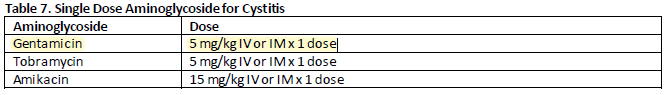 Table 7. Single Dose Aminoglycoside for Cystitis
Aminoglycoside Dose
Gentamicin 5 mg/kg IV or IM x 1 dose
Tobramycin 5 mg/kg IV or IM x 1 dose
Amikacin 15 mg/kg IV or IM x 1 dose